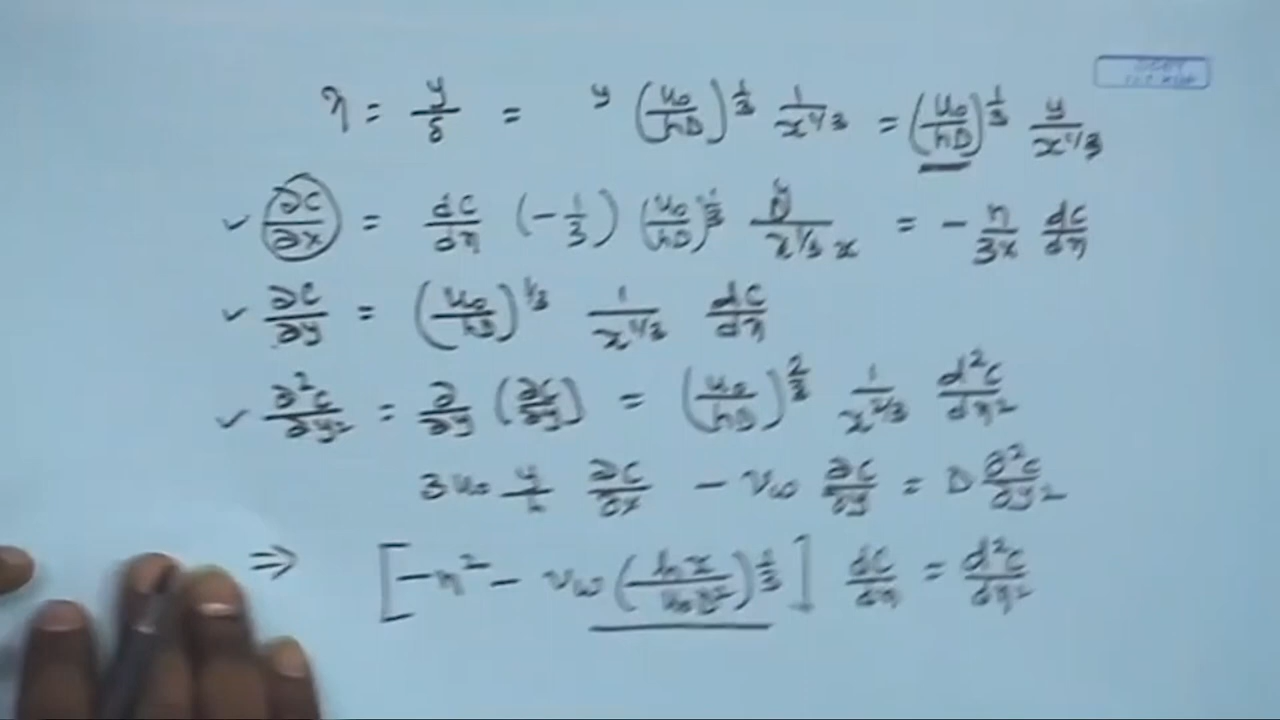 η = y/δ = y (u₀/hD)^{1/3} 1/x^{1/3} = (u₀/hD)^{1/3} y/x^{1/3}
✓ ∂C/∂x = dC/dη (-1/3) (u₀/hD)^{1/3} y/(x^{1/3} x) = - η/3x dC/dη
✓ ∂C/∂y = (u₀/hD)^{1/3} 1/x^{1/3} dC/dη
✓ ∂²C/∂y² = ∂/∂y (∂C/∂y) = (u₀/hD)^{2/3} 1/x^{2/3} d²C/dη²
3u₀ y/h ∂C/∂x - v_w ∂C/∂y = D ∂²C/∂y²
⇒ [-η² - v_w (hx/u₀D²)^{1/3}] dC/dη = d²C/dη²